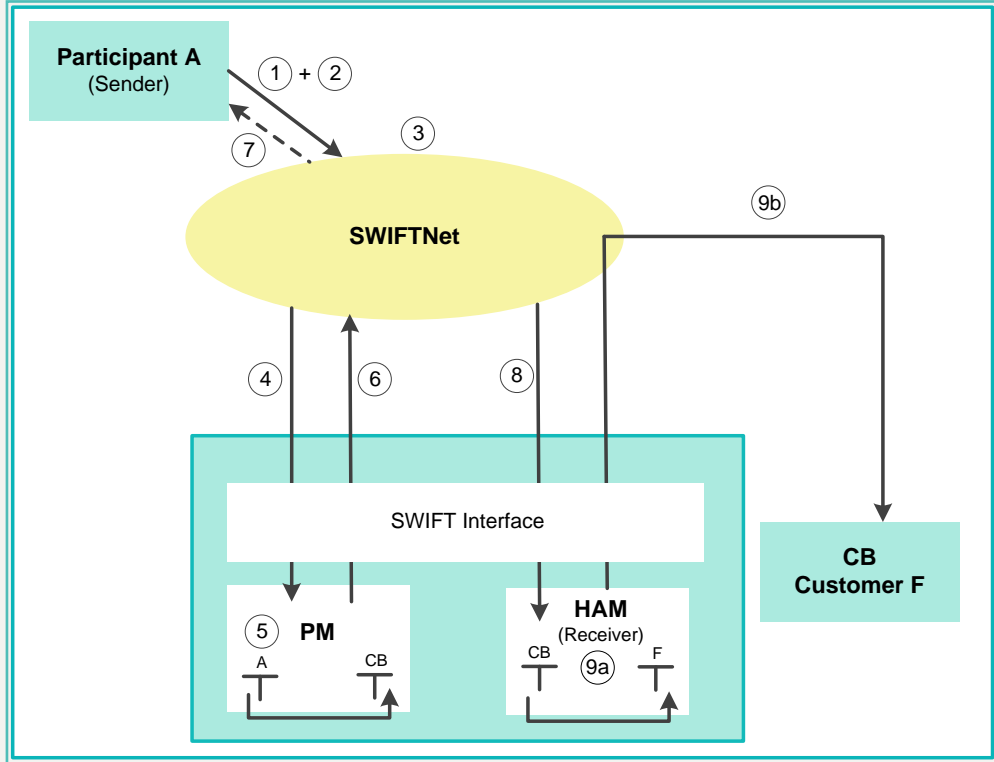 Participant A
(Sender)
1 + 2
3
7
9b
SWIFTNet
4
6
8
SWIFT Interface
CB
Customer F
PM
5
A
CB
HAM
(Receiver)
CB
9a
F